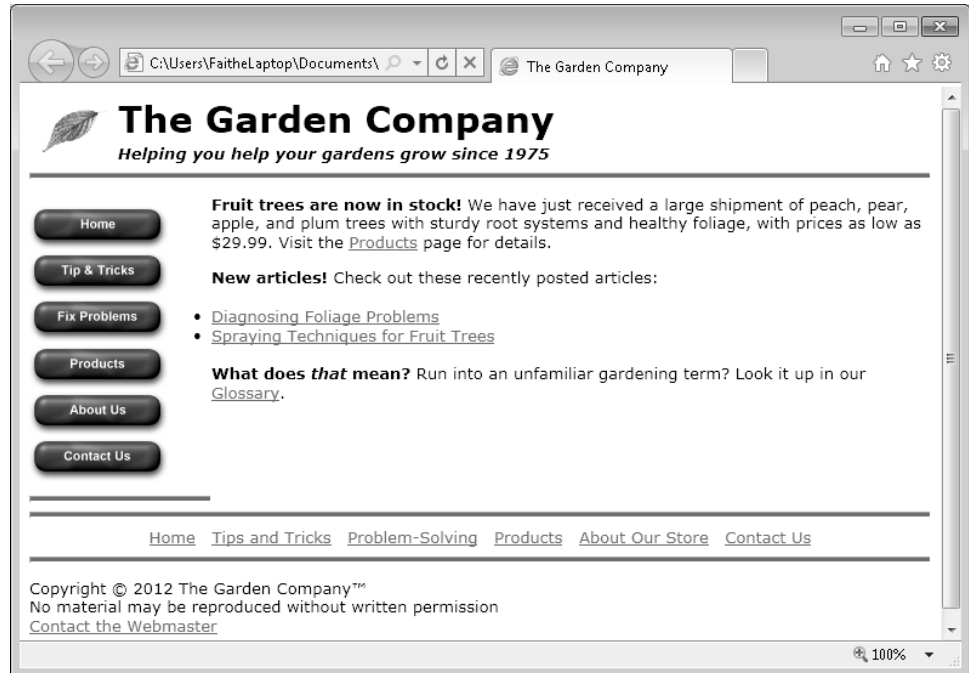 C:\Users\FaitheLaptop\Documents\
The Garden Company
The Garden Company
Helping you help your gardens grow since 1975
Home
Tip & Tricks
Fix Problems
Products
About Us
Contact Us
Fruit trees are now in stock! We have just received a large shipment of peach, pear,
apple, and plum trees with sturdy root systems and healthy foliage, with prices as low as
$29.99. Visit the Products page for details.
New articles! Check out these recently posted articles:
• Diagnosing Foliage Problems
• Spraying Techniques for Fruit Trees
What does that mean? Run into an unfamiliar gardening term? Look it up in our
Glossary.
Home Tips and Tricks Problem-Solving Products About Our Store Contact Us
Copyright © 2012 The Garden Company™
No material may be reproduced without written permission
Contact the Webmaster
100%